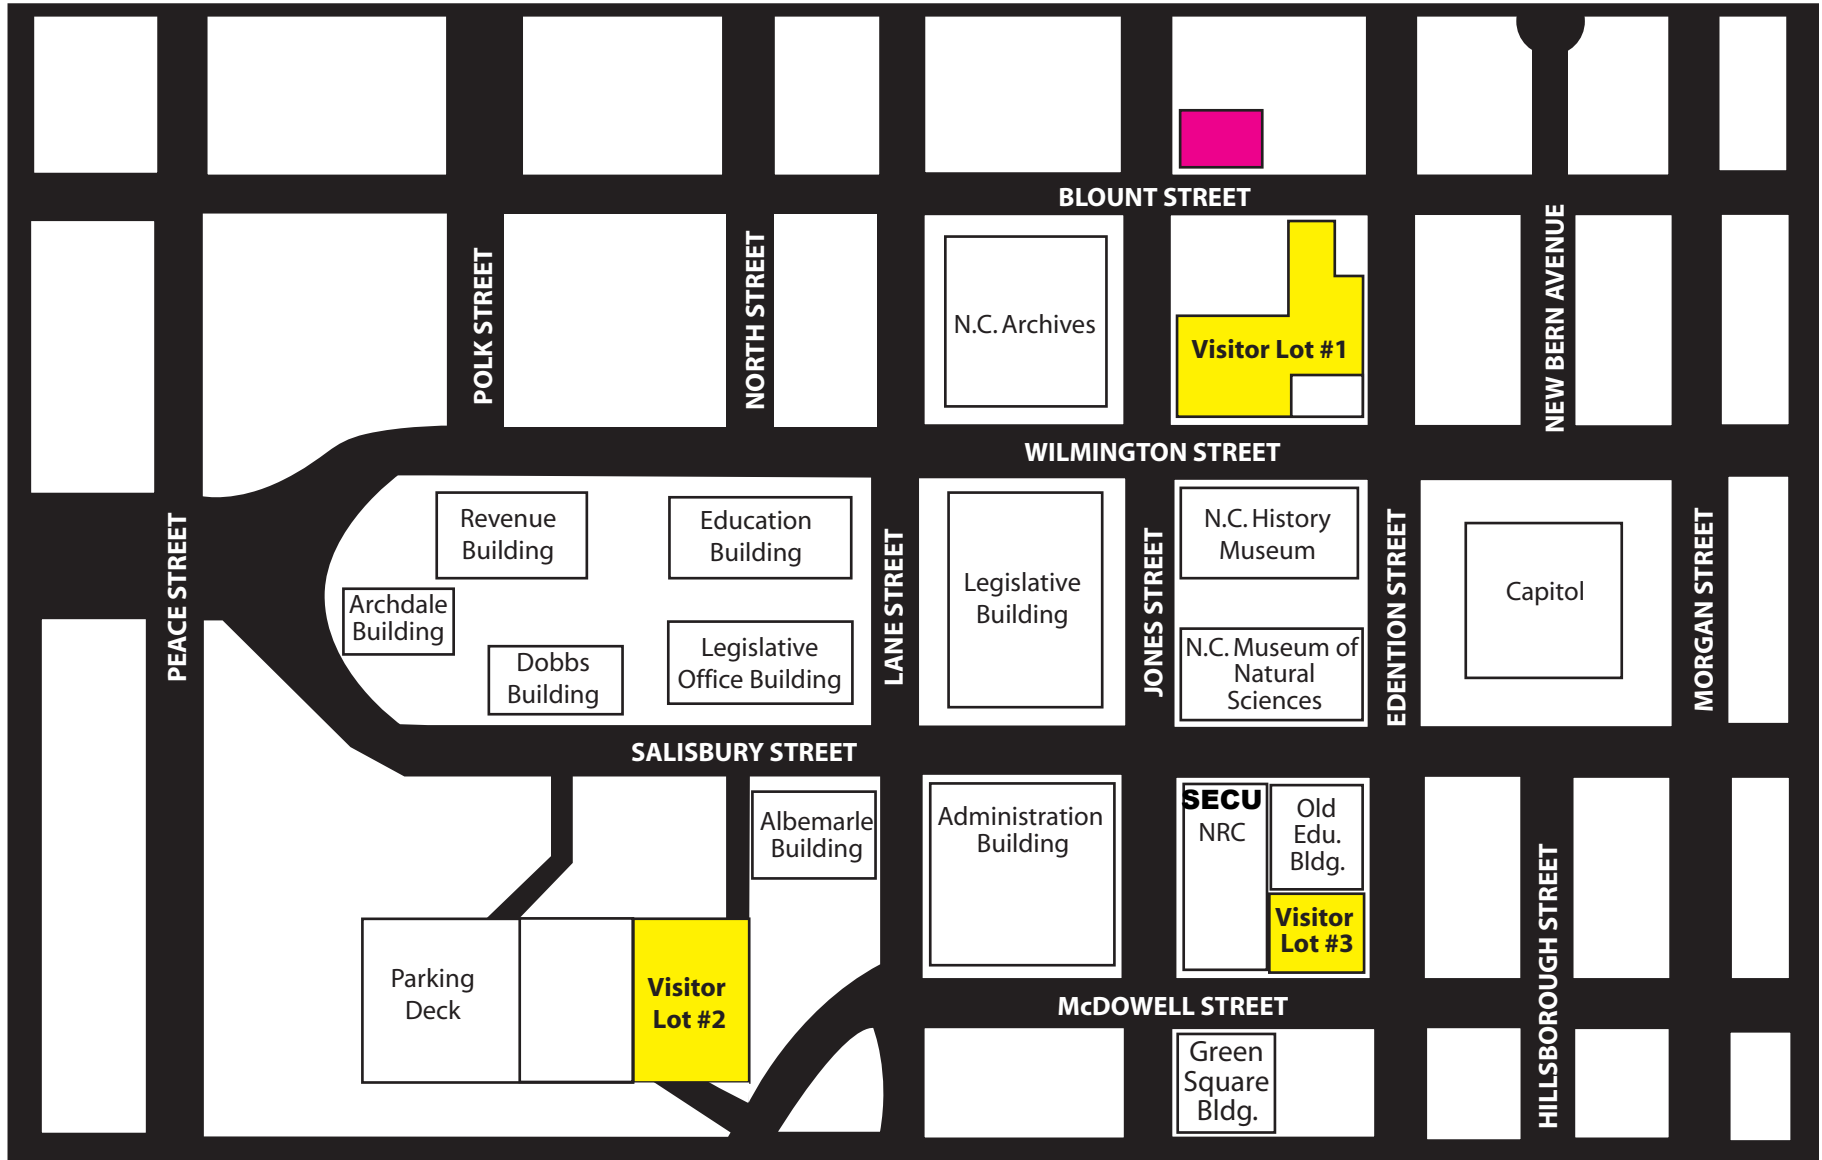 BLOUNT STREET
POLK STREET
NORTH STREET
N.C. Archives
Visitor Lot #1
NEW BERN AVENUE
WILMINGTON STREET
PEACE STREET
Revenue
Building
Education
Building
Archdale
Building
Dobbs
Building
Legislative
Office Building
LANE STREET
Legislative
Building
JONES STREET
N.C. History
Museum
N.C. Museum of
Natural
Sciences
EDENTION STREET
Capitol
MORGAN STREET
SALISBURY STREET
Albemarle
Building
Administration
Building
SECU
NRC
Old
Edu.
Bldg.
Visitor
Lot #3
HILLSBOROUGH STREET
Parking
Deck
Visitor
Lot #2
McDOWELL STREET
Green
Square
Bldg.